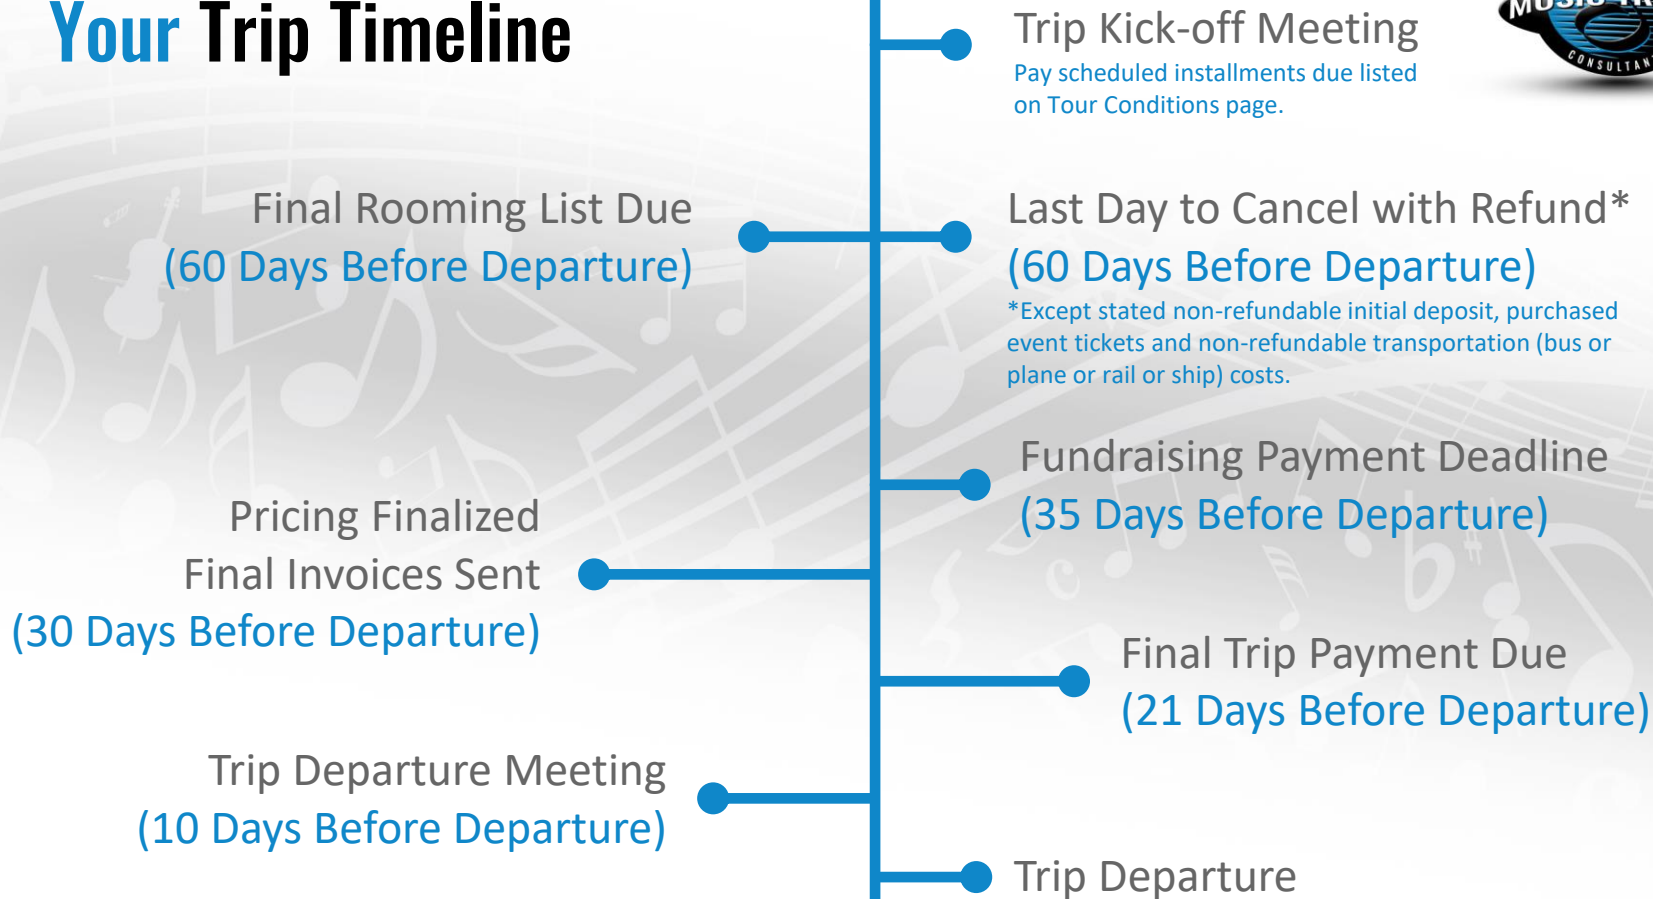 Your Trip Timeline
Trip Kick-off Meeting
Pay scheduled installments due listed
on Tour Conditions page.
MUSIC
Final Rooming List Due
(60 Days Before Departure)
Last Day to Cancel with Refund*
(60 Days Before Departure)
*Except stated non-refundable initial deposit, purchased
event tickets and non-refundable transportation (bus or
plane or rail or ship) costs.
Fundraising Payment Deadline
(35 Days Before Departure)
Pricing Finalized
Final Invoices Sent
(30 Days Before Departure)
Final Trip Payment Due
(21 Days Before Departure)
Trip Departure Meeting
(10 Days Before Departure)
Trip Departure